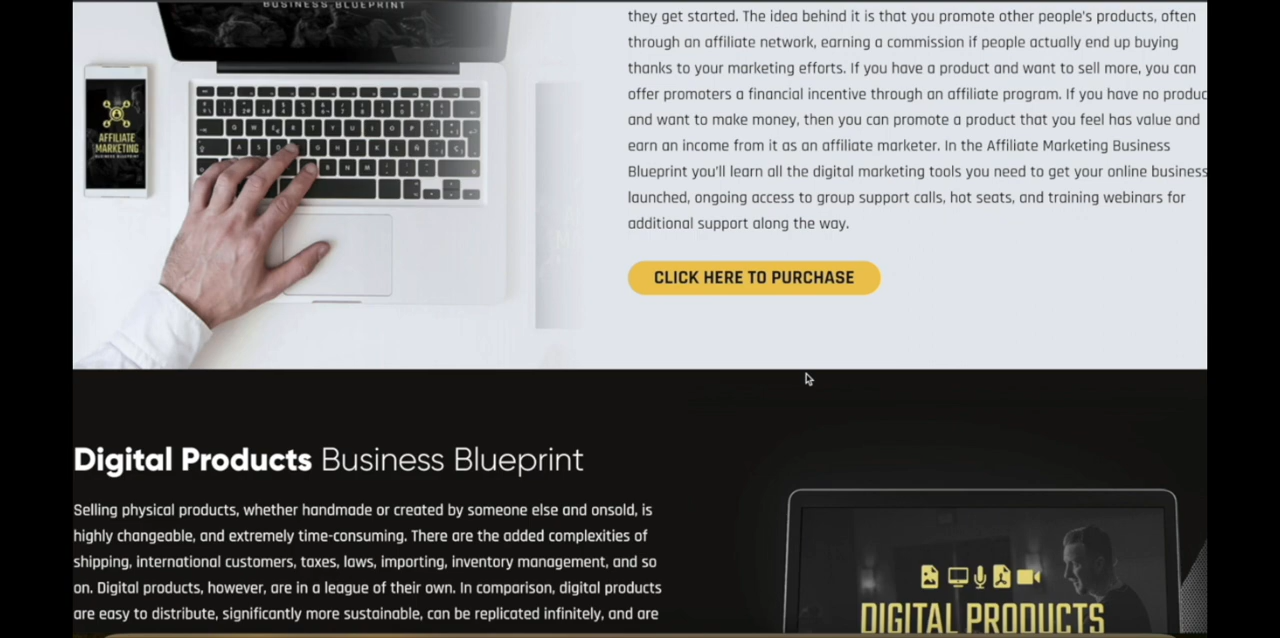 BUSINESS BLUEPRINT
they get started. The idea behind it is that you promote other people's products, often
through an affiliate network, earning a commission if people actually end up buying
thanks to your marketing efforts. If you have a product and want to sell more, you can
offer promoters a financial incentive through an affiliate program. If you have no produc
and want to make money, then you can promote a product that you feel has value and
earn an income from it as an affiliate marketer. In the Affiliate Marketing Business
Blueprint you'll learn all the digital marketing tools you need to get your online business
launched, ongoing access to group support calls, hot seats, and training webinars for
additional support along the way.
AFFILIATE
MARKETING
BUSINESS BLUEPRINT
CLICK HERE TO PURCHASE
Digital Products Business Blueprint
Selling physical products, whether handmade or created by someone else and onsold, is
highly changeable, and extremely time-consuming. There are the added complexities of
shipping, international customers, taxes, laws, importing, inventory management, and so
on. Digital products, however, are in a league of their own. In comparison, digital products
are easy to distribute, significantly more sustainable, can be replicated infinitely, and are
DIGITAL PRODUCTS